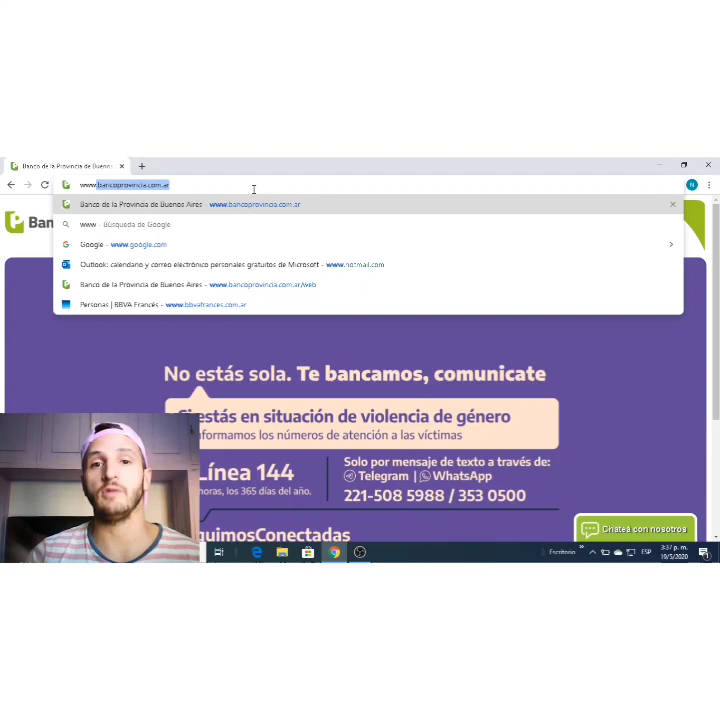 Banco de la Provincia de Buenos
www.bancoprovincia.com.ar
N
Banco de la Provincia de Buenos Aires - www.bancoprovincia.com.ar
www - Búsqueda de Google
Google - www.google.com
Outlook: calendario y correo electrónico personales gratuitos de Microsoft - www.hotmail.com
Banco de la Provincia de Buenos Aires - www.bancoprovincia.com.ar/web
Personas | BBVA Francés - www.bbvafrances.com.ar
Ban
No estás sola. Te bancamos, comunicate
Si estás en situación de violencia de género
informamos los números de atención a las víctimas
Línea 144
horas, los 365 días del año.
Solo por mensaje de texto a través de:
Telegram | WhatsApp
221-508 5988 / 353 0500
eguimosConectadas
Chateá con nosotros
Escritorio
ESP
3:37 p. m.
19/5/2020